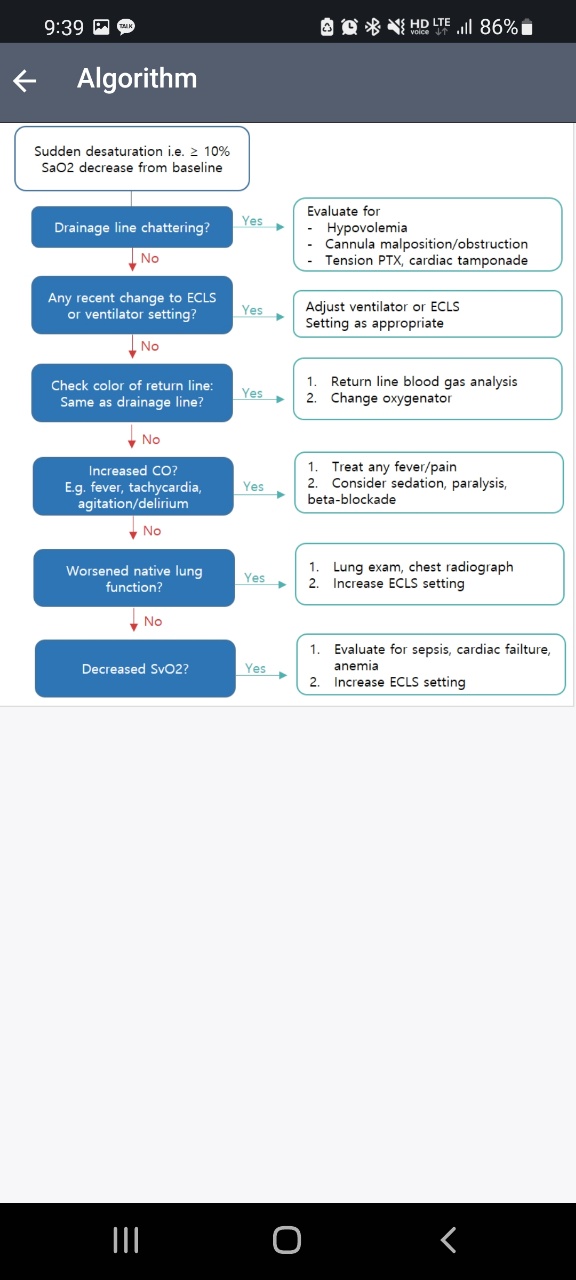 9:39
TALK
HD
voice
LTE
86%
Algorithm
Sudden desaturation i.e. ≥ 10%
SaO2 decrease from baseline
Drainage line chattering?
Yes
Evaluate for
- Hypovolemia
- Cannula malposition/obstruction
- Tension PTX, cardiac tamponade
No
Any recent change to ECLS
or ventilator setting?
Yes
Adjust ventilator or ECLS
Setting as appropriate
No
Check color of return line:
Same as drainage line?
Yes
1. Return line blood gas analysis
2. Change oxygenator
No
Increased CO?
E.g. fever, tachycardia,
agitation/delirium
Yes
1. Treat any fever/pain
2. Consider sedation, paralysis,
beta-blockade
No
Worsened native lung
function?
Yes
1. Lung exam, chest radiograph
2. Increase ECLS setting
No
Decreased SvO2?
Yes
1. Evaluate for sepsis, cardiac failture,
anemia
2. Increase ECLS setting